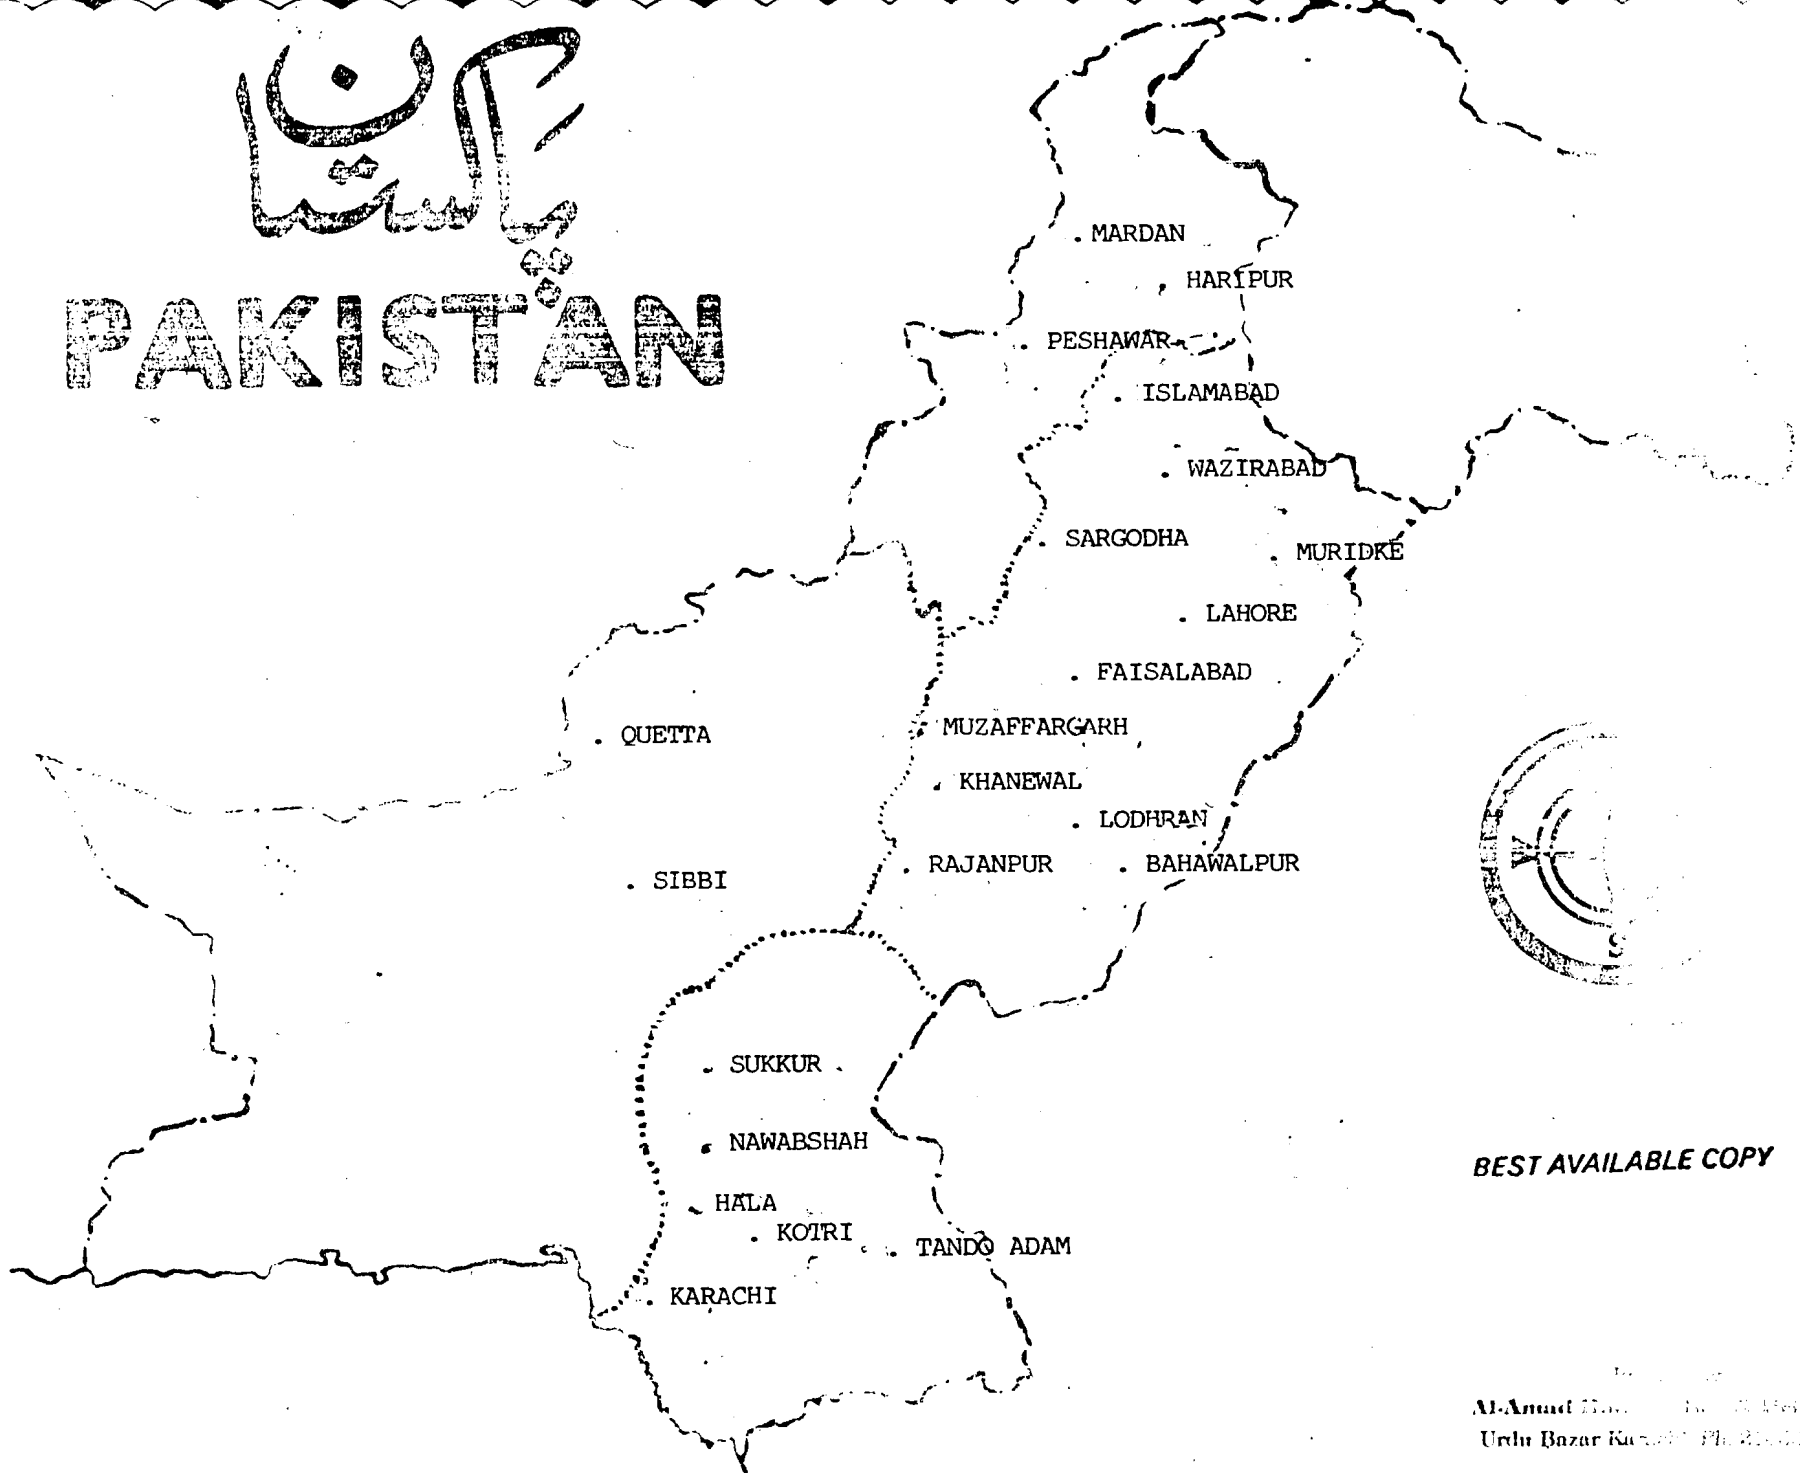 پاکستان
PAKISTAN
MARDAN
HARIPUR
PESHAWAR
ISLAMABAD
WAZIRABAD
SARGODHA
MURIDKE
LAHORE
FAISALABAD
MUZAFFARGARH
QUETTA
KHANEWAL
LODHRAN
RAJANPUR
BAHAWALPUR
SIBBI
S
SUKKUR
NAWABSHAH
BEST AVAILABLE COPY
HALA
KOTRI
TANDO ADAM
KARACHI
Urdu Bazar